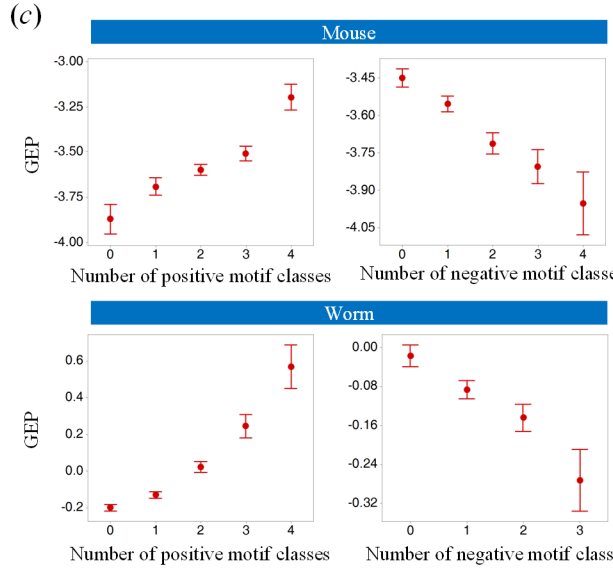 (c)
Mouse
GEP
-3.00
-3.25
-3.50
-3.75
-4.00
0 1 2 3 4
Number of positive motif classes
-3.45
-3.60
-3.75
-3.90
-4.05
0 1 2 3 4
Number of negative motif classe
Worm
GEP
0.6
0.4
0.2
0.0
-0.2
0 1 2 3 4
Number of positive motif classes
0.00
-0.08
-0.16
-0.24
-0.32
0 1 2 3
Number of negative motif classe